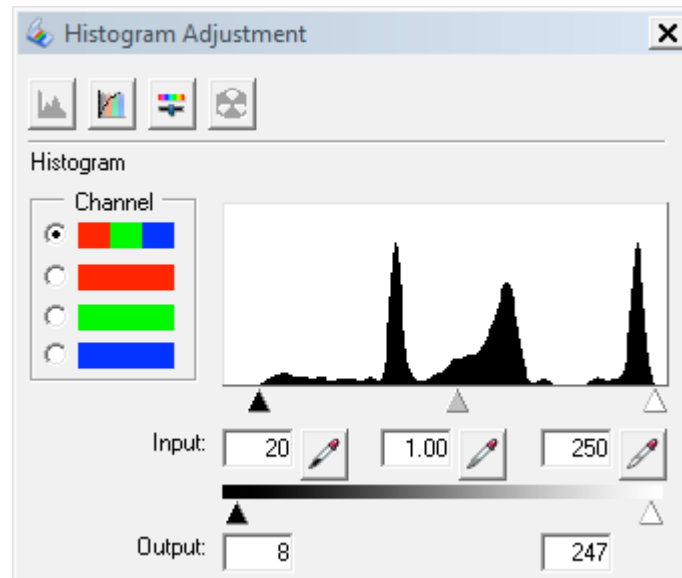 Histogram Adjustment
Histogram
Channel
Input: 20 1.00 250
Output: 8 247